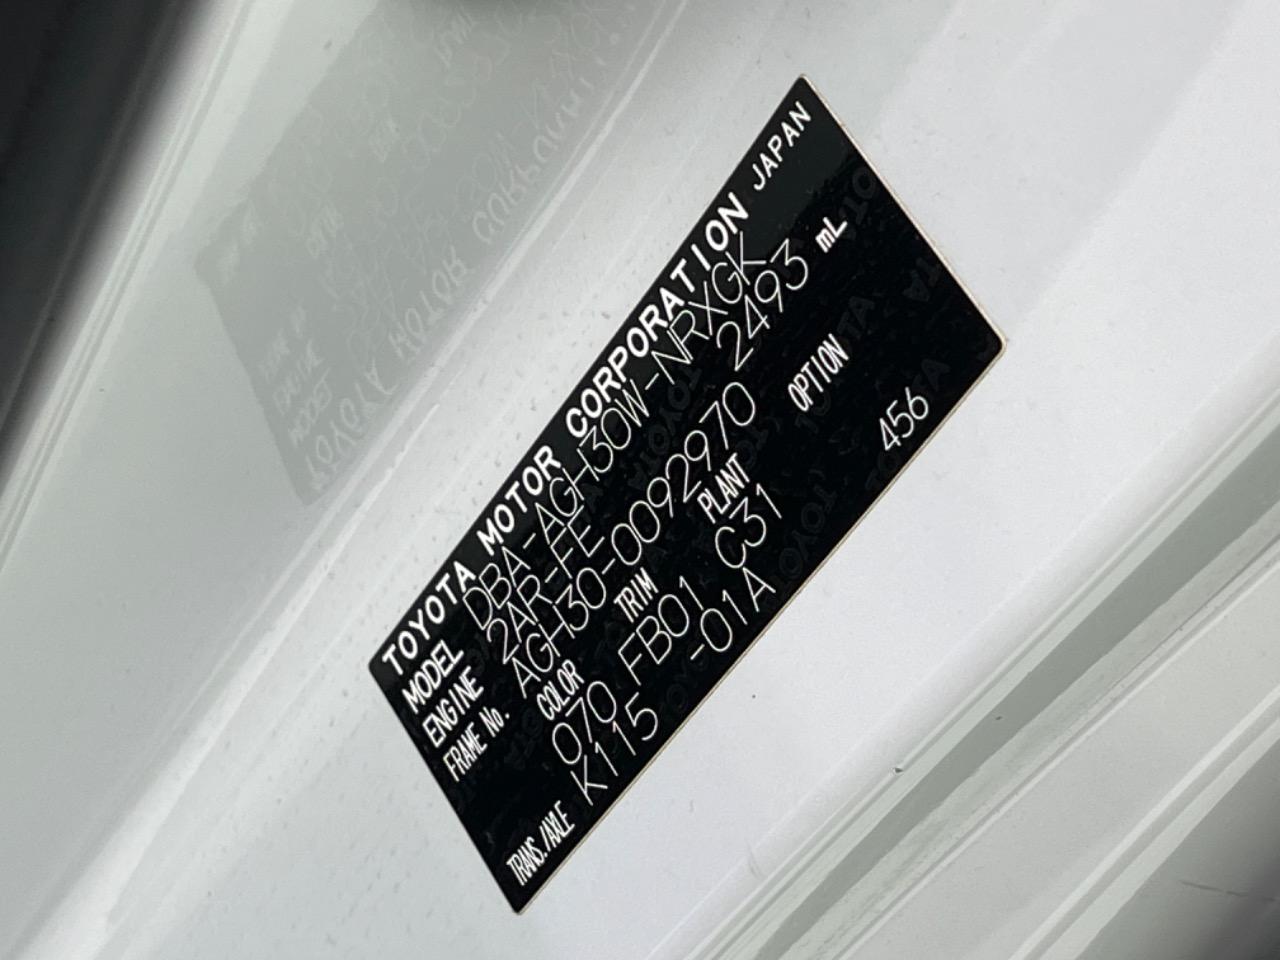 TOYOTA MOTOR CORPORATION JAPAN
MODEL DBA-AGH30W-NRXGK
ENGINE 2AR-FE 2493 mL
FRAME No. AGH30-0092970
COLOR TRIM PLANT OPTION
070 FB01 C31 456
TRANS./AXLE K115 -01A